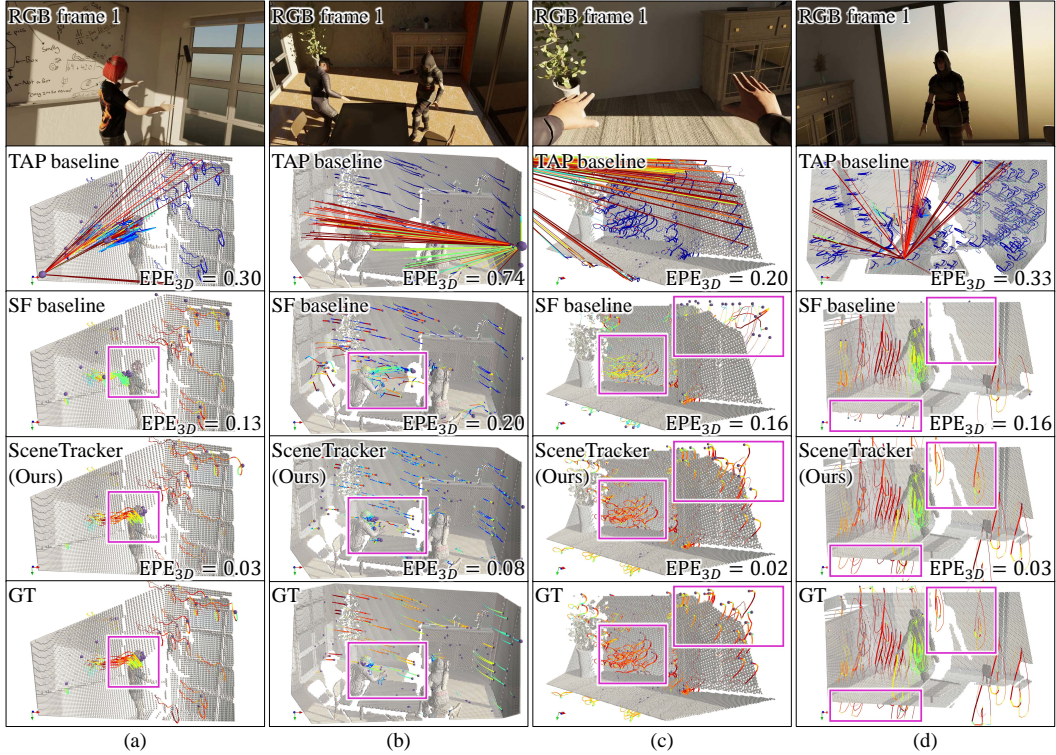 RGB frame 1
RGB frame 1
RGB frame 1
RGB frame 1
TAP baseline
EPE3D = 0.30
TAP baseline
EPE3D = 0.74
TAP baseline
EPE3D = 0.20
TAP baseline
EPE3D = 0.33
SF baseline
EPE3D = 0.13
SF baseline
EPE3D = 0.20
SF baseline
EPE3D = 0.16
SF baseline
EPE3D = 0.16
SceneTracker
(Ours)
EPE3D = 0.03
SceneTracker
(Ours)
EPE3D = 0.08
SceneTracker
(Ours)
EPE3D = 0.02
SceneTracker
(Ours)
EPE3D = 0.03
GT
GT
GT
GT
(a)
(b)
(c)
(d)